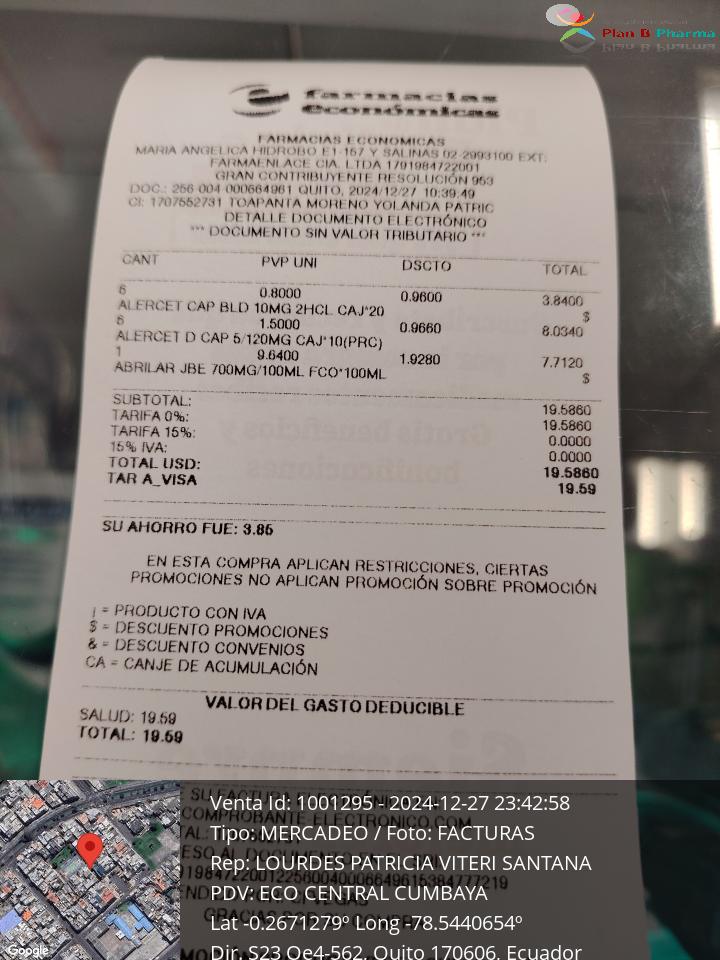 Plan B Pharma
farmacias
económicas
FARMACIAS ECONOMICAS
MARIA ANGELICA HIDROBO E1-167 Y SALINAS 02-2993100 EXT:
FARMAENLACE CIA. LTDA 1791984722001
GRAN CONTRIBUYENTE RESOLUCIÓN 953
DOC.: 256 004 000664961 QUITO, 2024/12/27 10:39:49
CI: 1707552731 TOAPANTA MORENO YOLANDA PATRIC
DETALLE DOCUMENTO ELECTRÓNICO
*** DOCUMENTO SIN VALOR TRIBUTARIO ***
CANT PVP UNI DSCTO TOTAL
6 0.8000 0.9600 3.8400
ALERCET CAP BLD 10MG 2HCL CAJ*20 $
6 1.5000 0.9660 8.0340
ALERCET D CAP 5/120MG CAJ*10(PRC)
1 9.6400 1.9280 7.7120
ABRILAR JBE 700MG/100ML FCO*100ML $
SUBTOTAL: 19.5860
TARIFA 0%: 19.5860
TARIFA 15%: 0.0000
15% IVA: 0.0000
TOTAL USD: 19.5860
TAR A_VISA 19.59
SU AHORRO FUE: 3.85
EN ESTA COMPRA APLICAN RESTRICCIONES, CIERTAS
PROMOCIONES NO APLICAN PROMOCIÓN SOBRE PROMOCIÓN
¡ = PRODUCTO CON IVA
$ = DESCUENTO PROMOCIONES
& = DESCUENTO CONVENIOS
CA = CANJE DE ACUMULACIÓN
VALOR DEL GASTO DEDUCIBLE
SALUD: 19.59
TOTAL: 19.59
Venta Id: 1001295 - 2024-12-27 23:42:58
Tipo: MERCADEO / Foto: FACTURAS
Rep: LOURDES PATRICIA VITERI SANTANA
PDV: ECO CENTRAL CUMBAYA
Lat -0.2671279º Long -78.5440654º
Dir. S23 Oe4-562, Quito 170606, Ecuador
Google